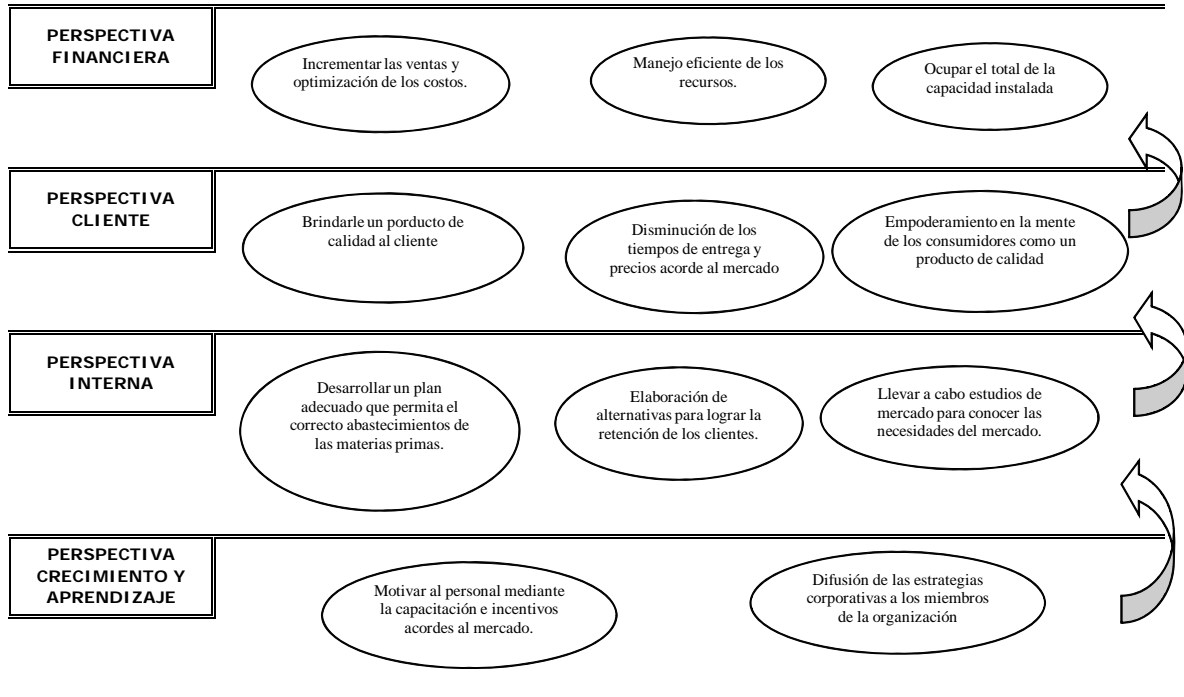 PERSPECTIVA
FINANCIERA
Incrementar las ventas y
optimización de los costos.
Manejo eficiente de los
recursos.
Ocupar el total de la
capacidad instalada
PERSPECTIVA
CLIENTE
Brindarle un porducto de
calidad al cliente
Disminución de los
tiempos de entrega y
precios acorde al mercado
Empoderamiento en la mente
de los consumidores como un
producto de calidad
PERSPECTIVA
INTERNA
Desarrollar un plan
adecuado que permita el
correcto abastecimientos de
las materias primas.
Elaboración de
alternativas para lograr la
retención de los clientes.
Llevar a cabo estudios de
mercado para conocer las
necesidades del mercado.
PERSPECTIVA
CRECIMIENTO Y
APRENDIZAJE
Motivar al personal mediante
la capacitación e incentivos
acordes al mercado.
Difusión de las estrategias
corporativas a los miembros
de la organización